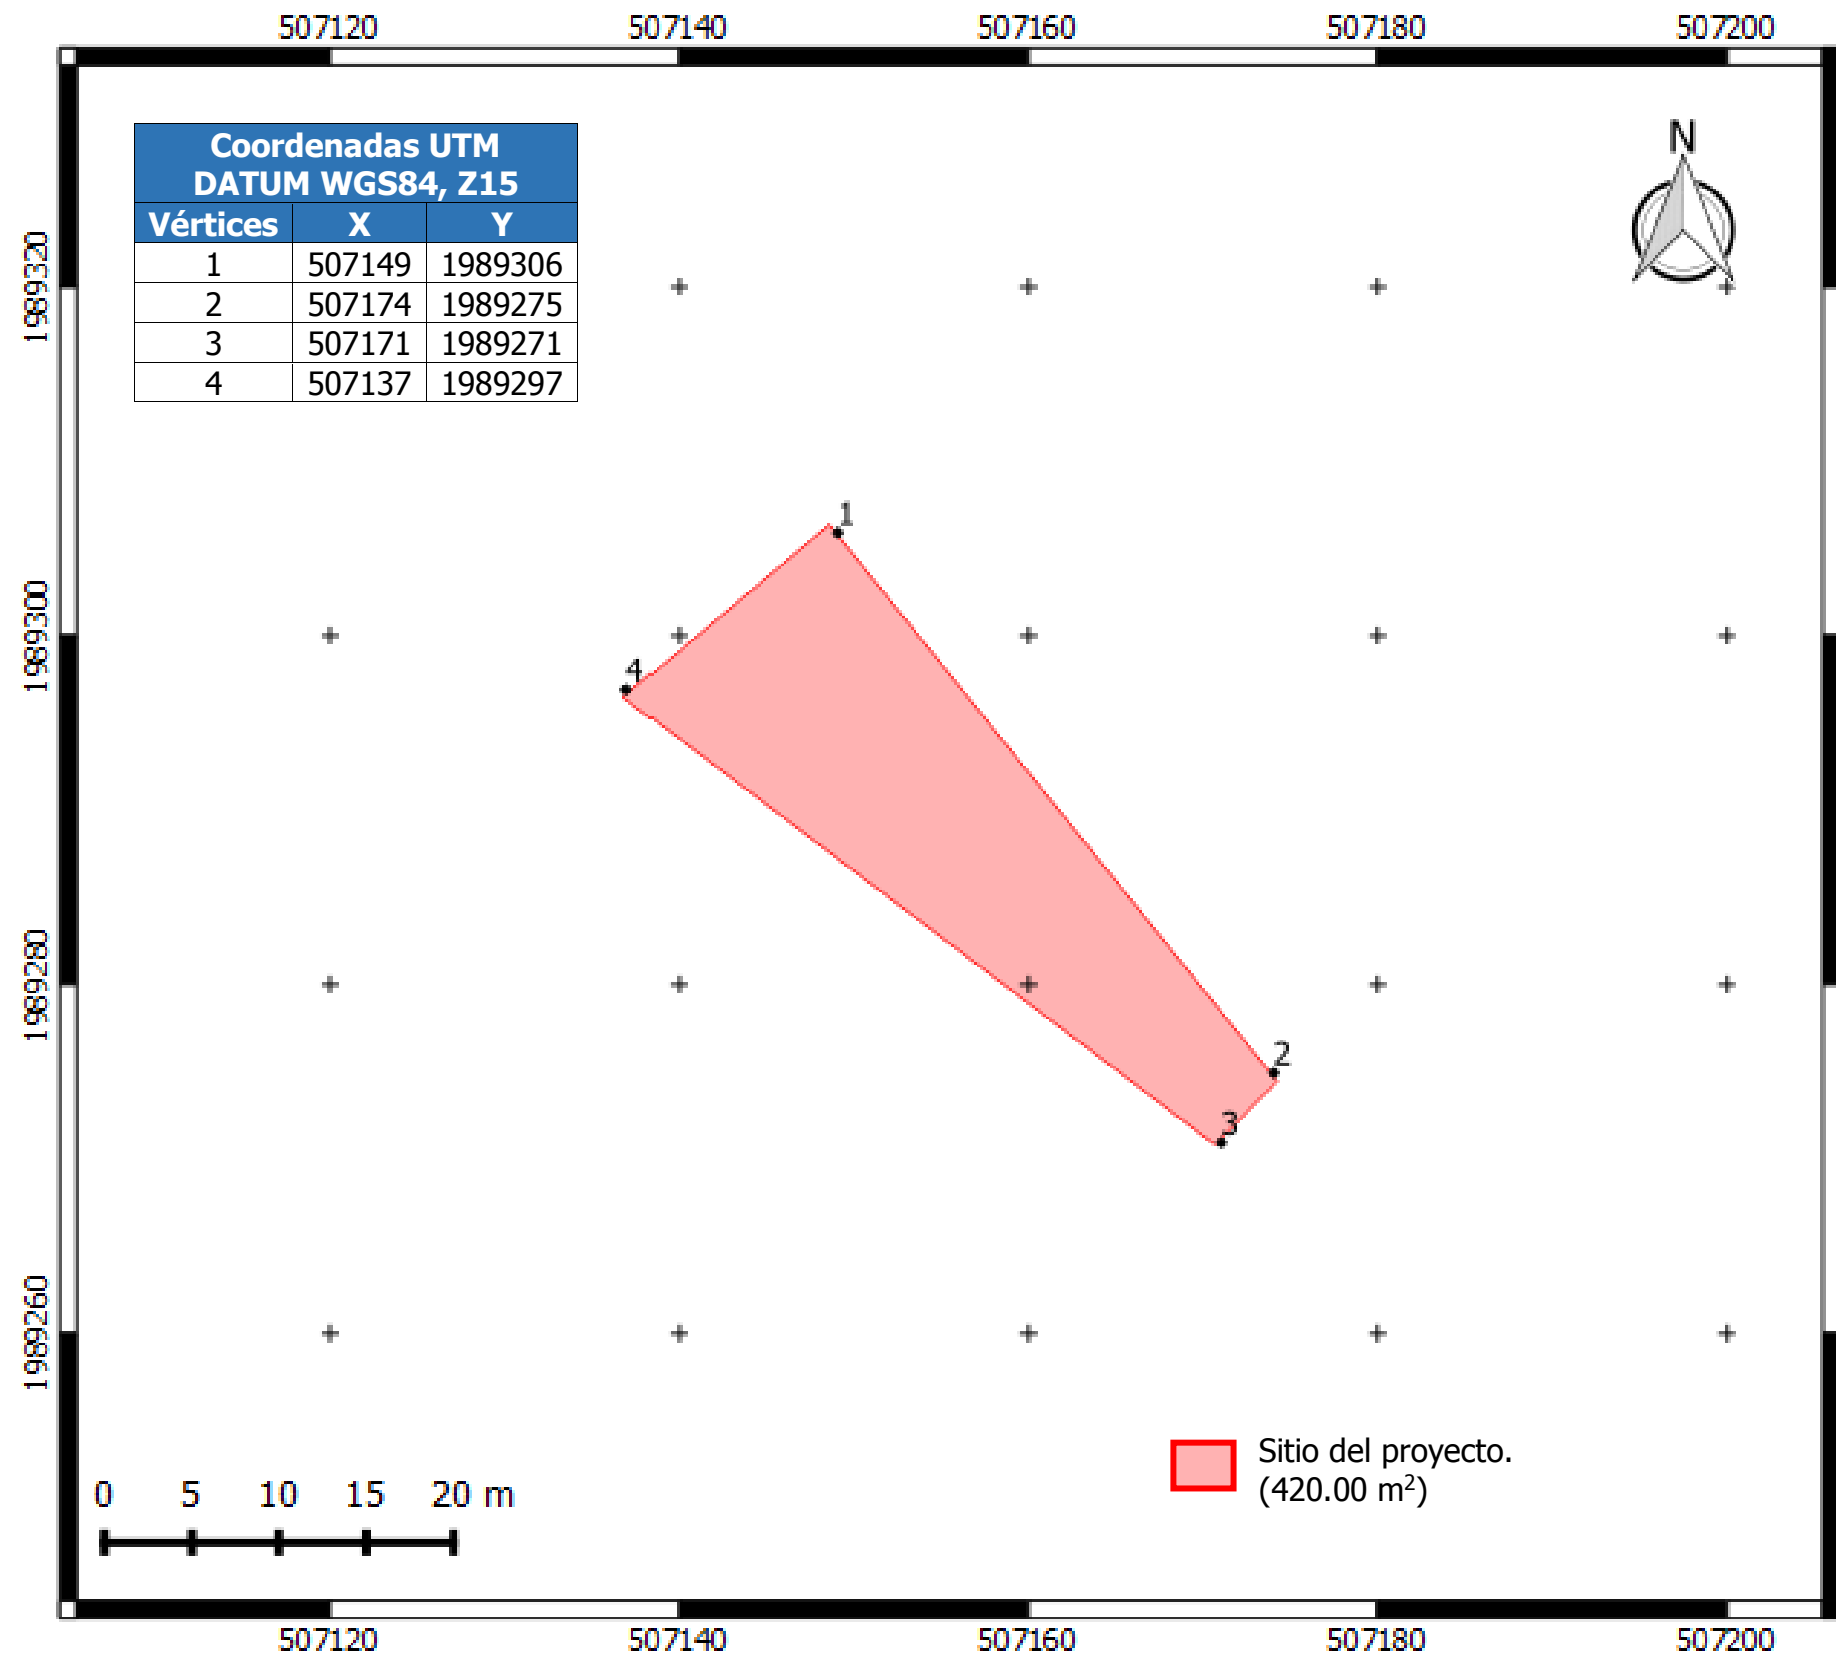 507120 507140 507160 507180 507200
Coordenadas UTM
DATUM WGS84, Z15
Vértices X Y
1 507149 1989306
2 507174 1989275
3 507171 1989271
4 507137 1989297
N
1989320
1989300
1989280
1989260
1
4
2
3
Sitio del proyecto.
(420.00 m²)
0 5 10 15 20 m
507120 507140 507160 507180 507200